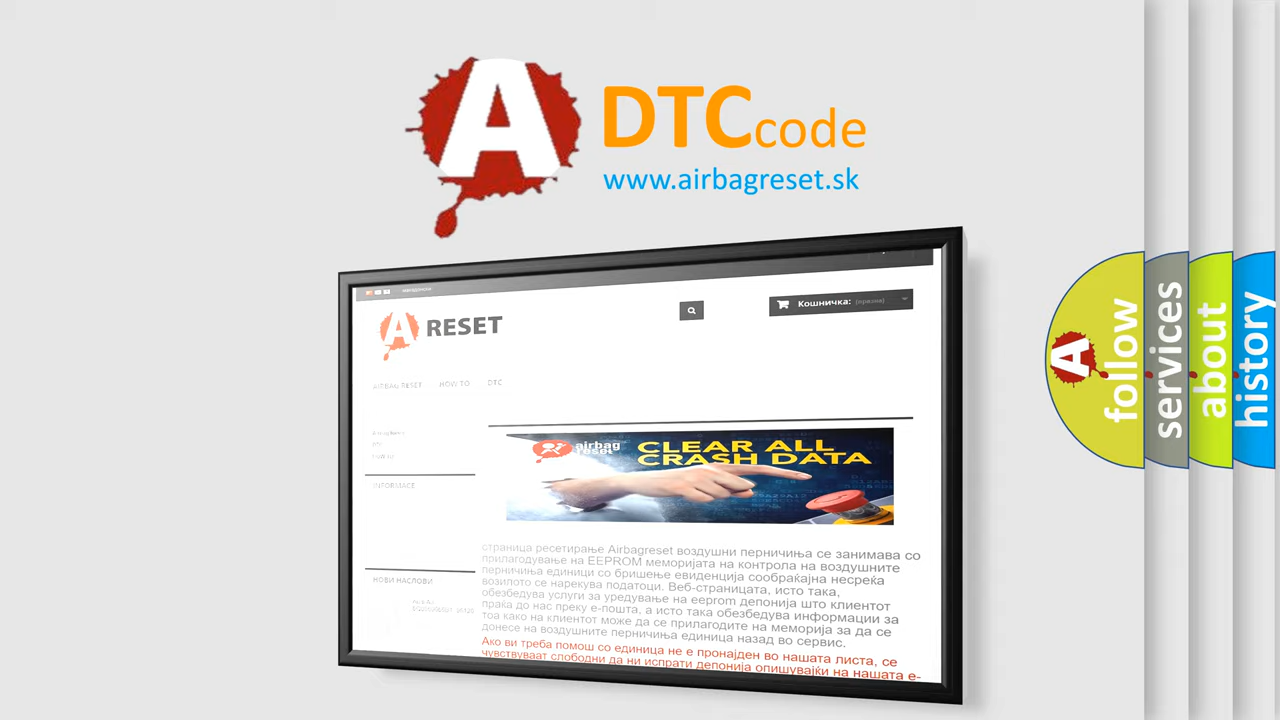 A
DTCcode
www.airbagreset.sk
Кошничка: (празна)
A RESET
AIRBAG RESET HOW TO DTC
INFORMACE
airbag reset
CLEAR ALL
CRASH DATA
страница ресетирање Airbagreset воздушни перничиња се занимава со
прилагодување на EEPROM меморијата на контрола на воздушните
перничиња единици со бришење евиденција сообраќајна несреќа
возилото се нарекува податоци. Веб-страницата, исто така,
обезбедува услуги за уредување на eeprom депонија што клиентот
праќа до нас преку е-пошта, а исто така обезбедува информации за
тоа како на клиентот може да се прилагодите на меморија за да се
донесе на воздушните перничиња единица назад во сервис.
Ако ви треба помош со единица не е пронајден во нашата листа, се
чувствуваат слободни да ни испрати депонија опишувајќи на нашата е-
НОВИ НАСЛОВИ
A
follow
services
about
history